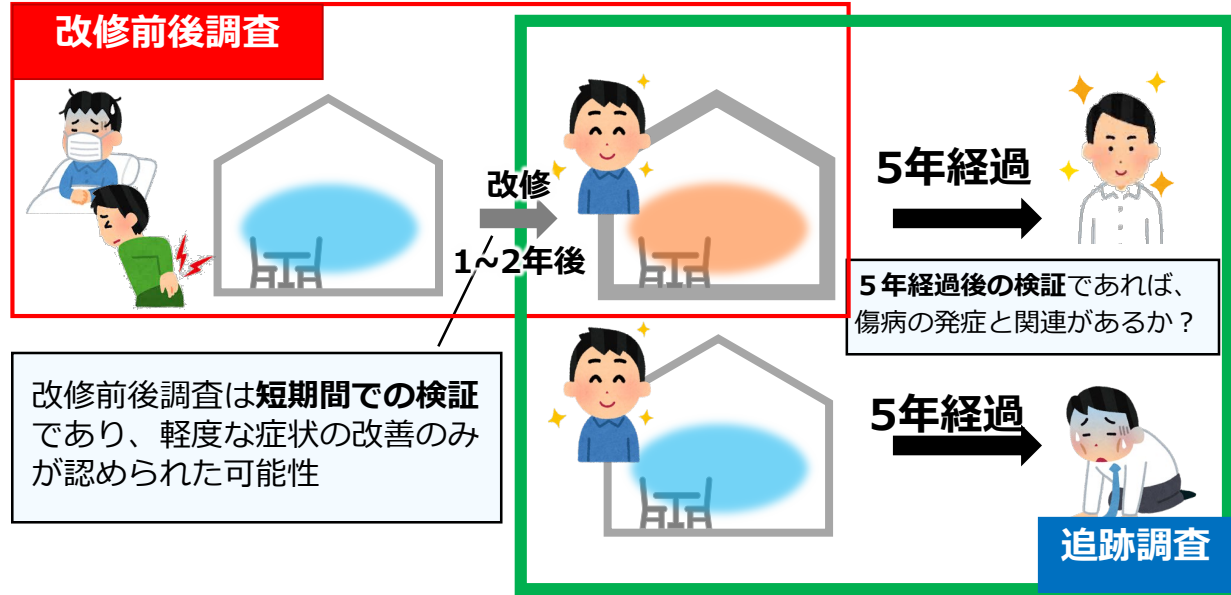 改修前後調査
改修
1~2年後
5年経過
５年経過後の検証であれば、
傷病の発症と関連があるか？
改修前後調査は短期間での検証
であり、軽度な症状の改善のみ
が認められた可能性
5年経過
追跡調査